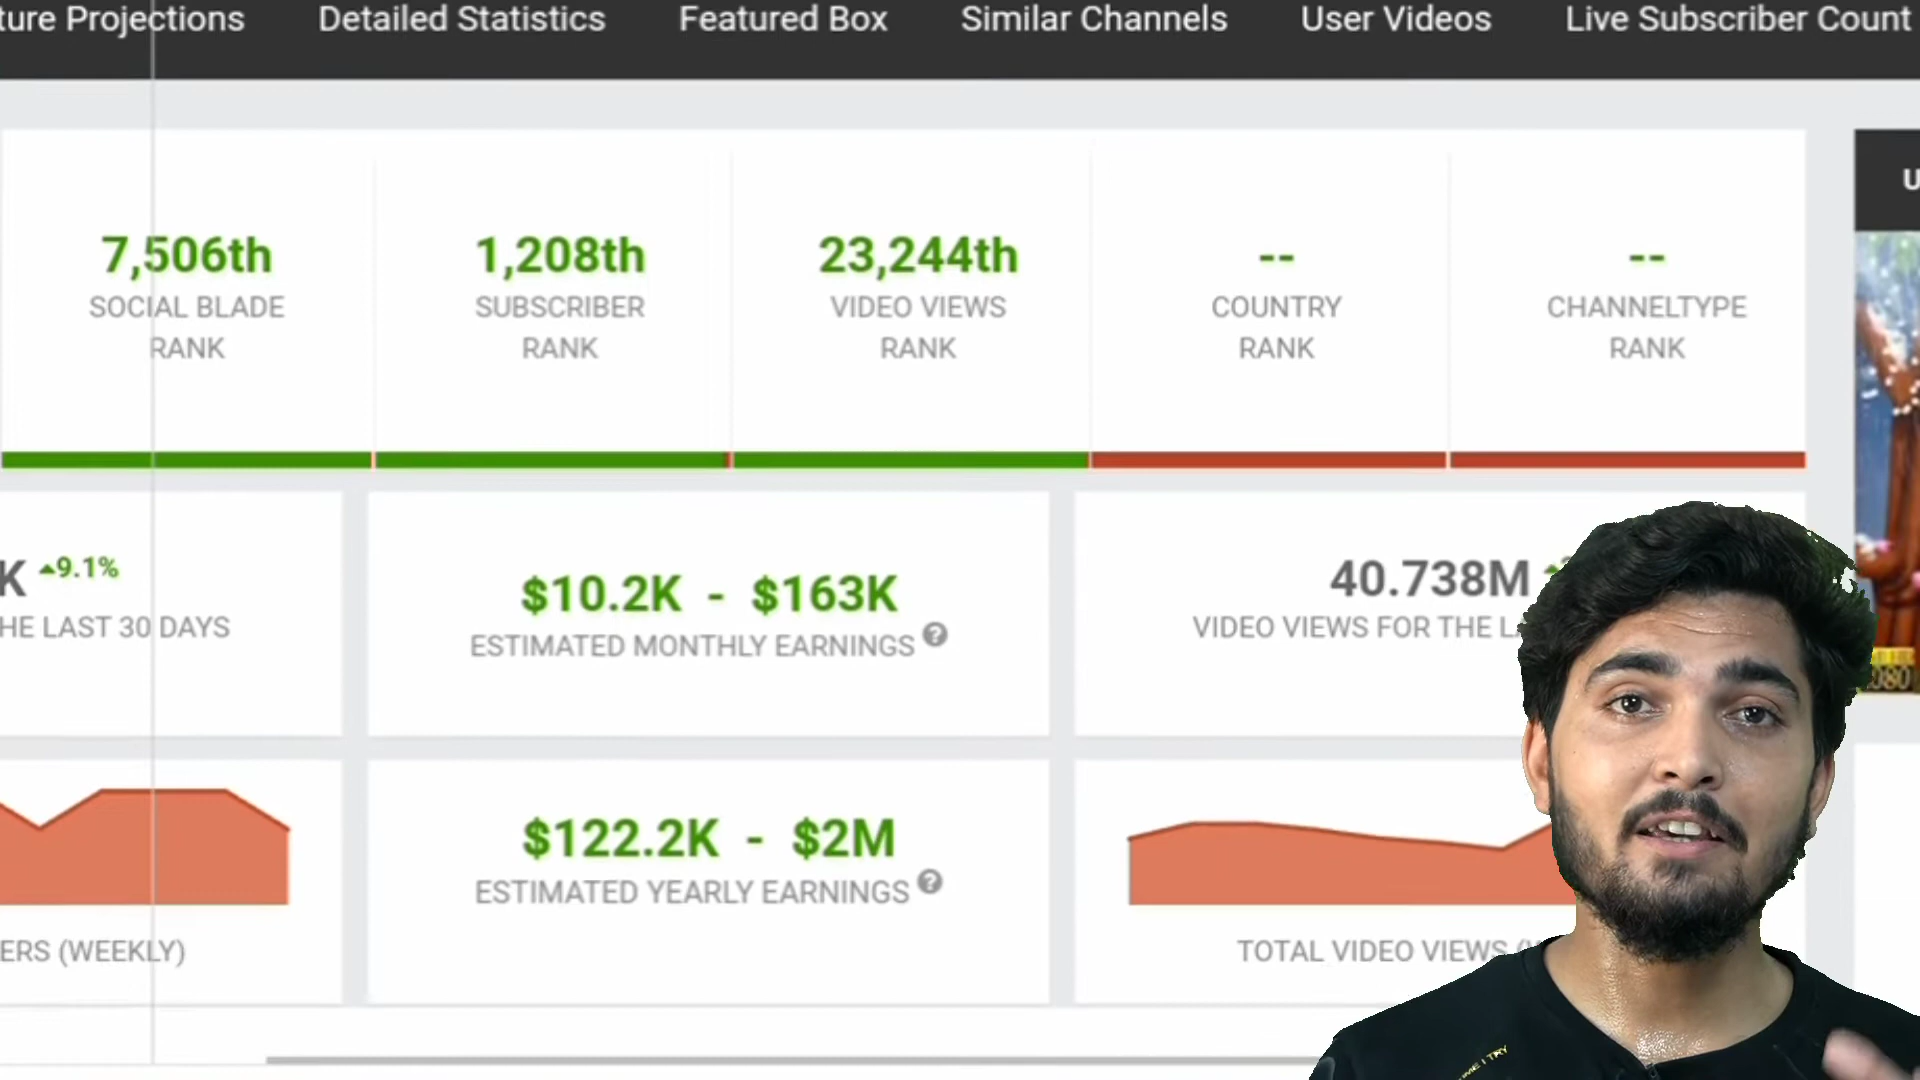 ture Projections Detailed Statistics Featured Box Similar Channels User Videos Live Subscriber Count
7,506th 1,208th 23,244th -- --
SOCIAL BLADE RANK
SUBSCRIBER RANK
VIDEO VIEWS RANK
COUNTRY RANK
CHANNELTYPE RANK
K 9.1%
HE LAST 30 DAYS
$10.2K - $163K
ESTIMATED MONTHLY EARNINGS ?
40.738M
VIDEO VIEWS FOR THE L
$122.2K - $2M
ESTIMATED YEARLY EARNINGS ?
ERS (WEEKLY)
TOTAL VIDEO VIEWS
U
080
ME I TRY